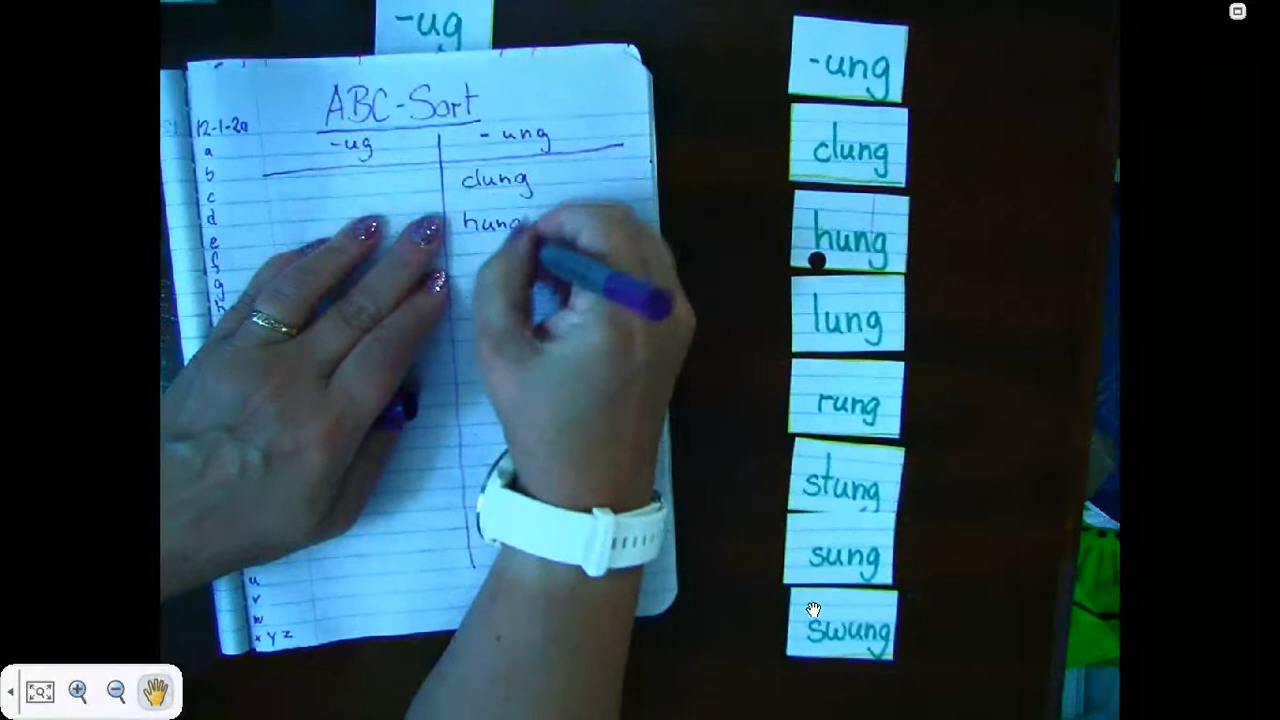 -ug
ABC-Sort
12-1-20
-ug
- ung
a
b
c
d
e
f
g
h
clung
hung
u
v
w
x y z
-ung
clung
hung
lung
rung
stung
sung
swung